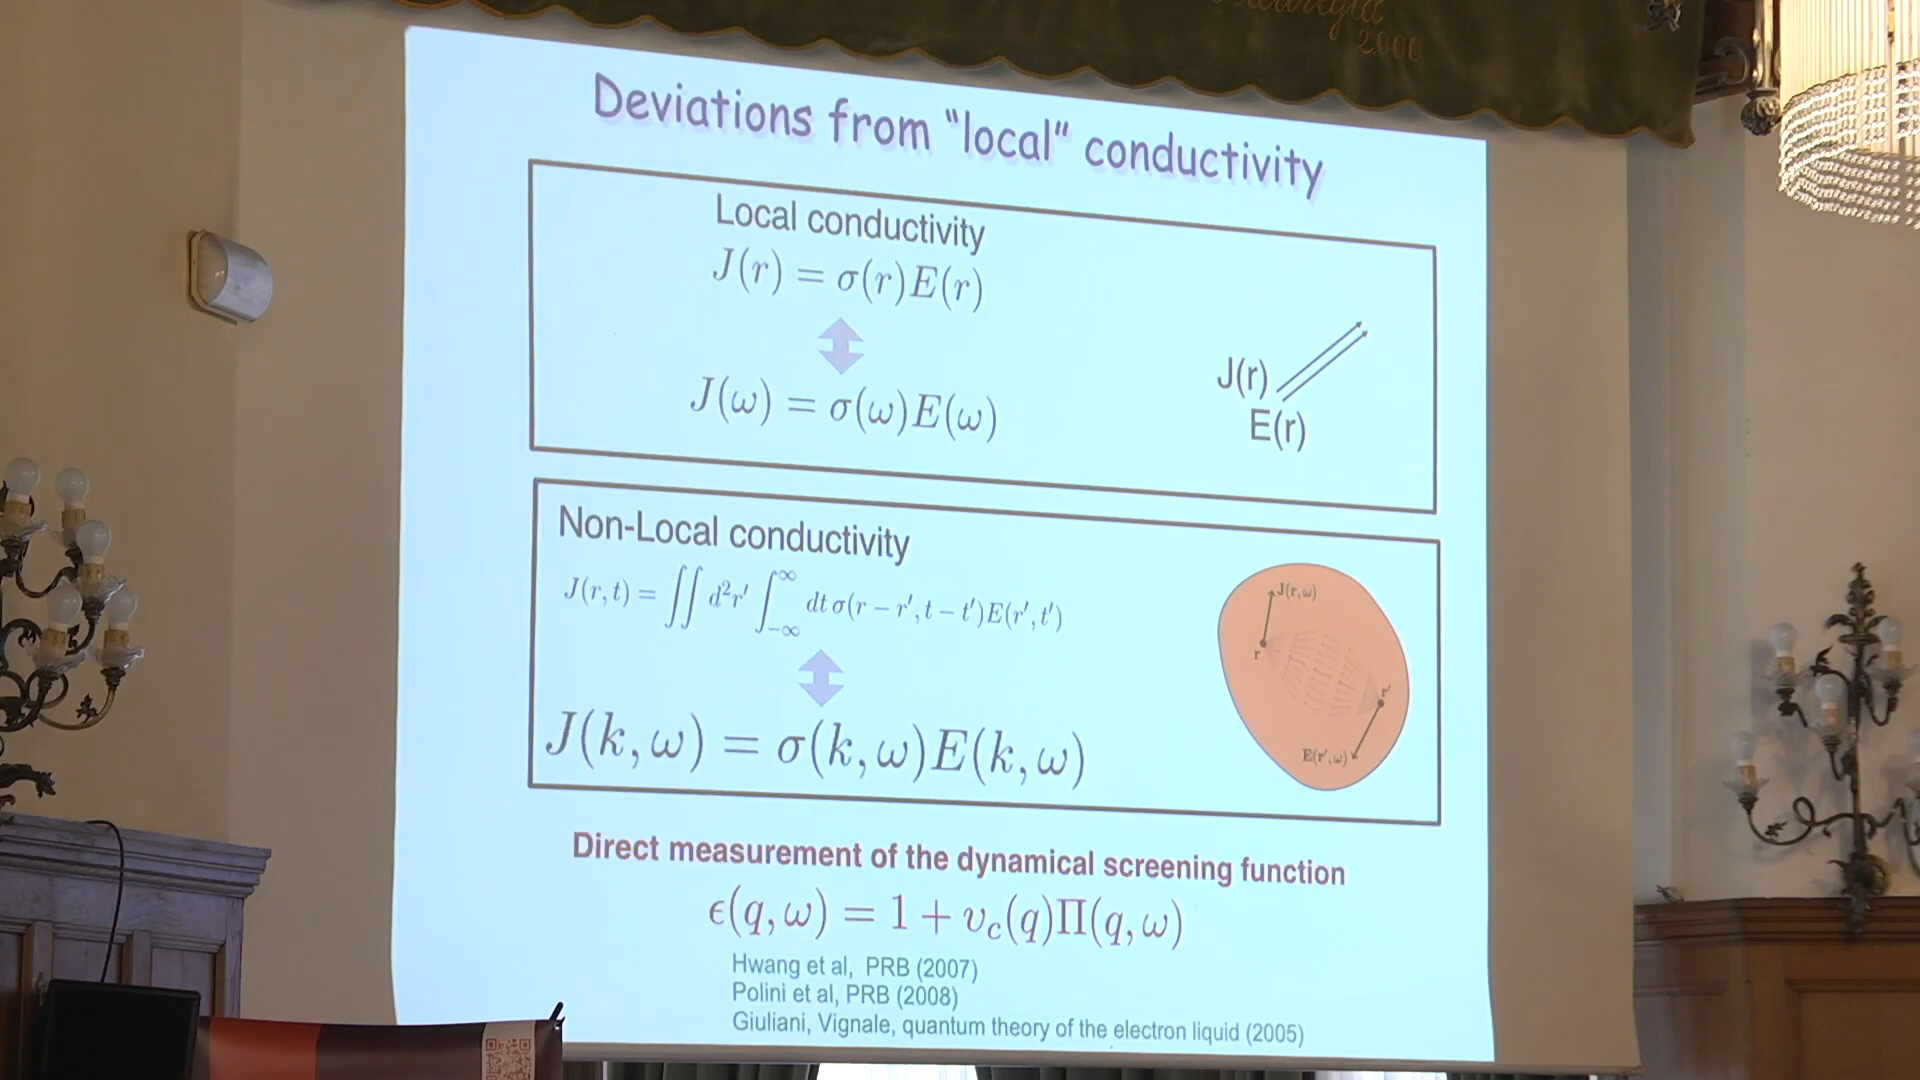 2000
Deviations from "local" conductivity
Local conductivity
J(r) = σ(r)E(r)
J(ω) = σ(ω)E(ω)
J(r)
E(r)
Non-Local conductivity
J(r,t) = ∬ d²r′ ∫_{-∞}^{∞} dt σ(r − r′, t − t′)E(r′, t′)
J(k, ω) = σ(k, ω)E(k, ω)
J(r,ω)
r
r′
E(r′,ω)
Direct measurement of the dynamical screening function
ϵ(q, ω) = 1 + υ_c(q)Π(q, ω)
Hwang et al, PRB (2007)
Polini et al, PRB (2008)
Giuliani, Vignale, quantum theory of the electron liquid (2005)